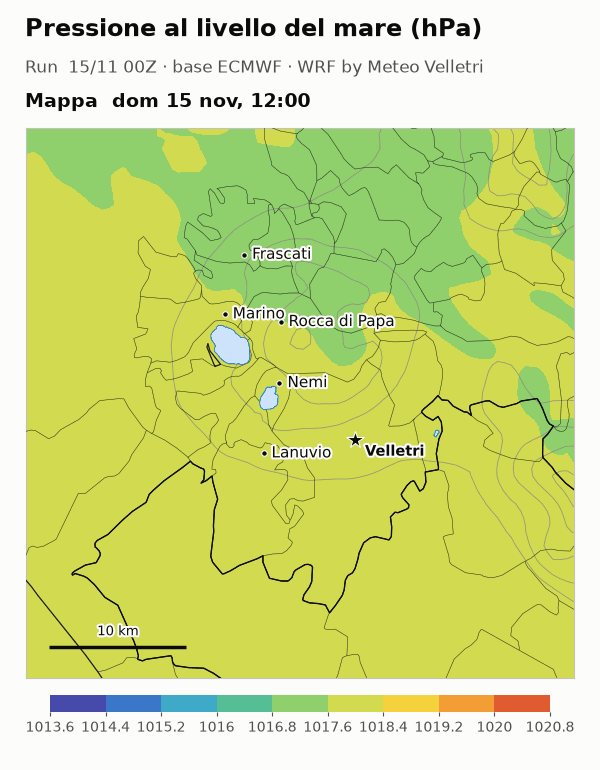 Pressione al livello del mare (hPa)
Run  15/11 00Z · base ECMWF · WRF by Meteo Velletri
Mappa  dom 15 nov, 12:00
Frascati
Marino
Rocca di Papa
Nemi
Velletri
Lanuvio
10 km
1013.6 1014.4 1015.2 1016 1016.8 1017.6 1018.4 1019.2 1020 1020.8